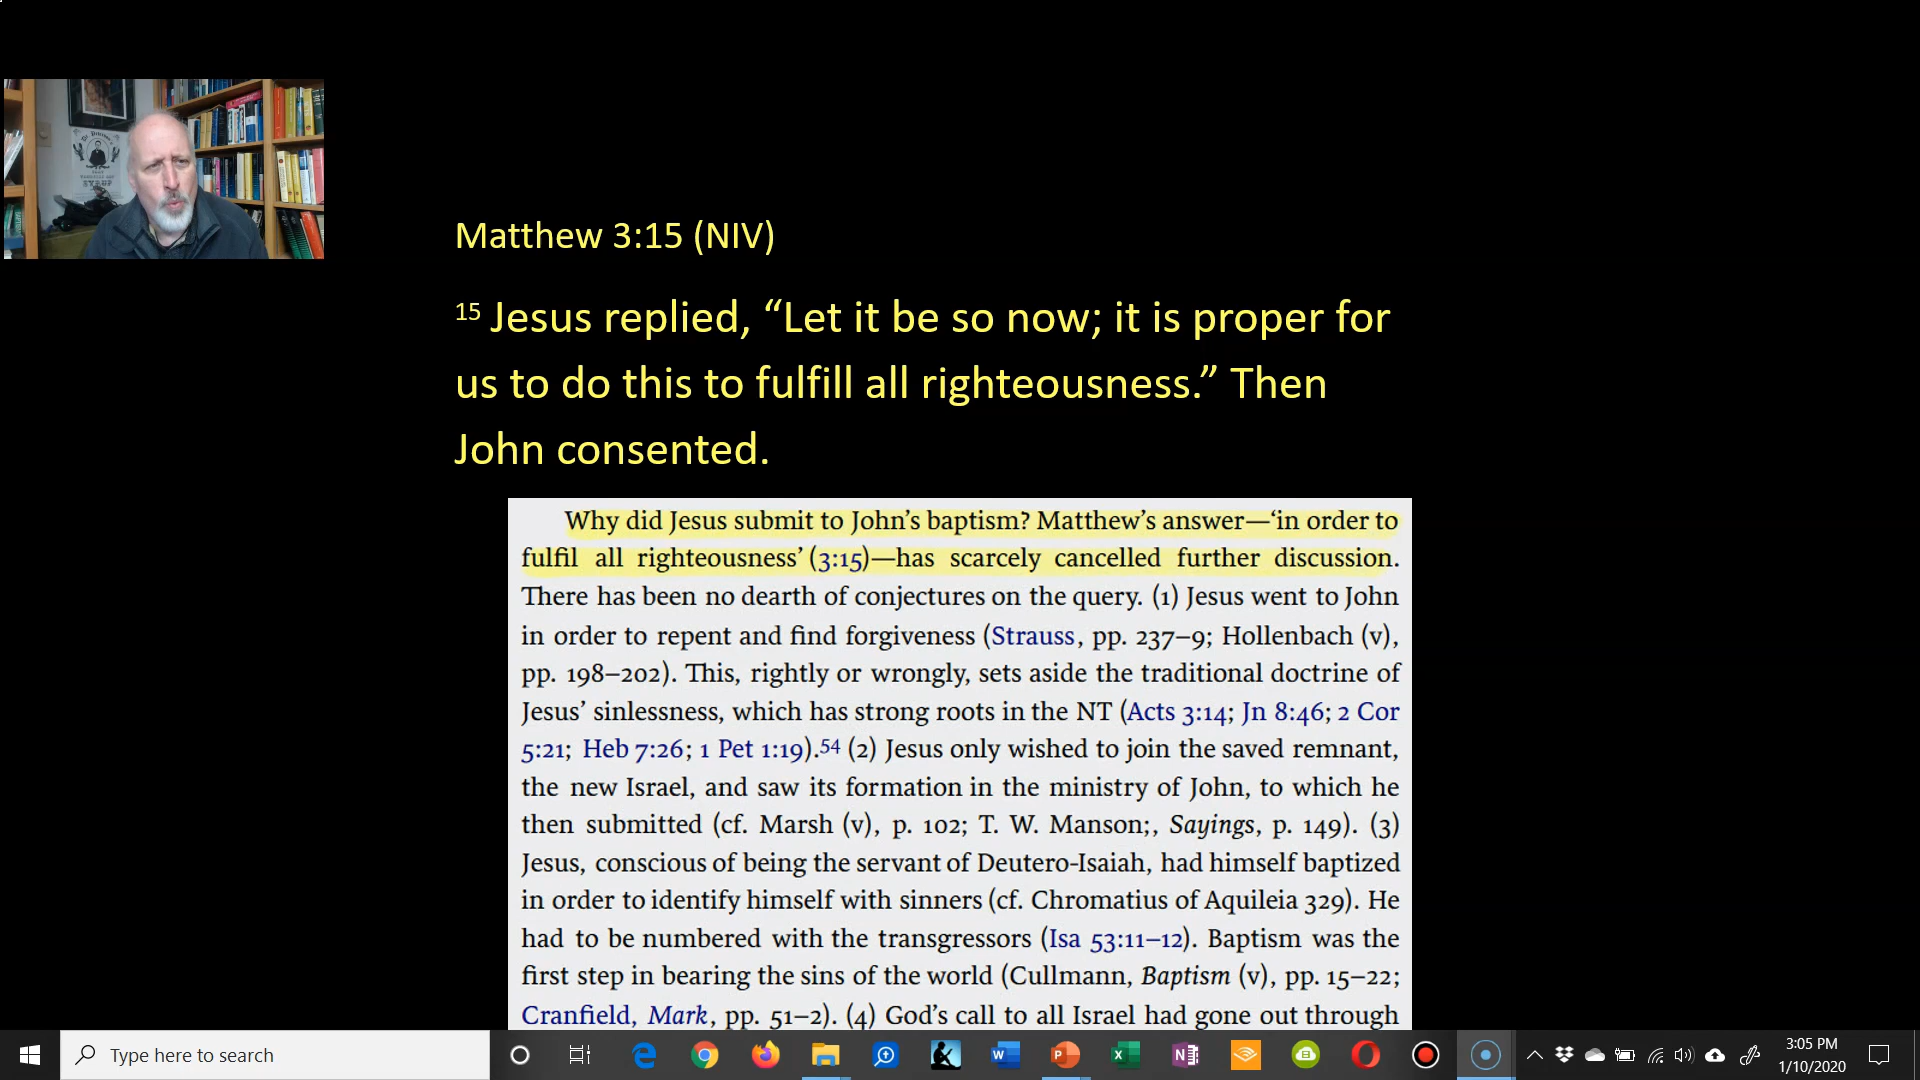 Matthew 3:15 (NIV)
15 Jesus replied, “Let it be so now; it is proper for
us to do this to fulfill all righteousness.” Then
John consented.
Why did Jesus submit to John’s baptism? Matthew’s answer—‘in order to
fulfil all righteousness’ (3:15)—has scarcely cancelled further discussion.
There has been no dearth of conjectures on the query. (1) Jesus went to John
in order to repent and find forgiveness (Strauss, pp. 237–9; Hollenbach (v),
pp. 198–202). This, rightly or wrongly, sets aside the traditional doctrine of
Jesus’ sinlessness, which has strong roots in the NT (Acts 3:14; Jn 8:46; 2 Cor
5:21; Heb 7:26; 1 Pet 1:19).54 (2) Jesus only wished to join the saved remnant,
the new Israel, and saw its formation in the ministry of John, to which he
then submitted (cf. Marsh (v), p. 102; T. W. Manson;, Sayings, p. 149). (3)
Jesus, conscious of being the servant of Deutero-Isaiah, had himself baptized
in order to identify himself with sinners (cf. Chromatius of Aquileia 329). He
had to be numbered with the transgressors (Isa 53:11–12). Baptism was the
first step in bearing the sins of the world (Cullmann, Baptism (v), pp. 15–22;
Cranfield, Mark, pp. 51–2). (4) God’s call to all Israel had gone out through
Type here to search
3:05 PM
1/10/2020